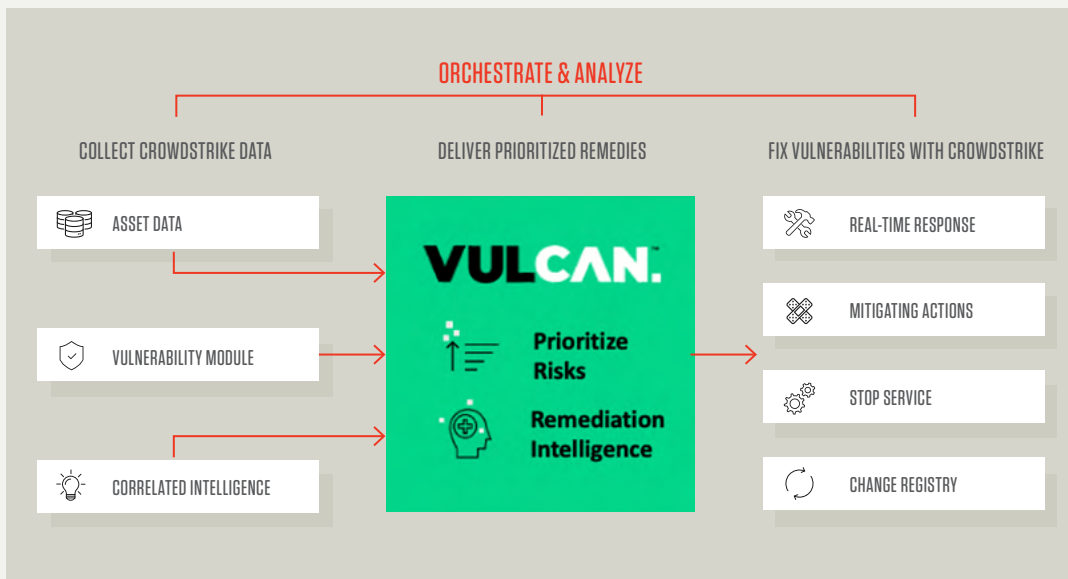 ORCHESTRATE & ANALYZE
COLLECT CROWDSTRIKE DATA
ASSET DATA
VULNERABILITY MODULE
CORRELATED INTELLIGENCE
DELIVER PRIORITIZED REMEDIES
VULCAN.™
Prioritize
Risks
Remediation
Intelligence
FIX VULNERABILITIES WITH CROWDSTRIKE
REAL-TIME RESPONSE
MITIGATING ACTIONS
STOP SERVICE
CHANGE REGISTRY